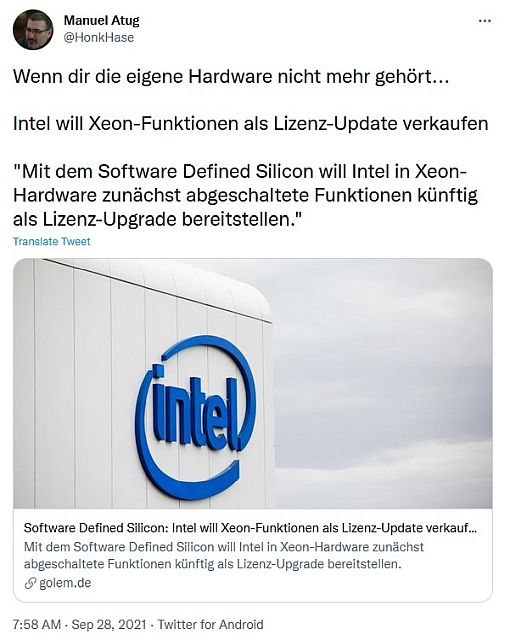 Manuel Atug
@HonkHase
Wenn dir die eigene Hardware nicht mehr gehört...
Intel will Xeon-Funktionen als Lizenz-Update verkaufen
"Mit dem Software Defined Silicon will Intel in Xeon-
Hardware zunächst abgeschaltete Funktionen künftig
als Lizenz-Upgrade bereitstellen."
Translate Tweet
intel
Software Defined Silicon: Intel will Xeon-Funktionen als Lizenz-Update verkauf...
Mit dem Software Defined Silicon will Intel in Xeon-Hardware zunächst
abgeschaltete Funktionen künftig als Lizenz-Upgrade bereitstellen.
golem.de
7:58 AM · Sep 28, 2021 · Twitter for Android